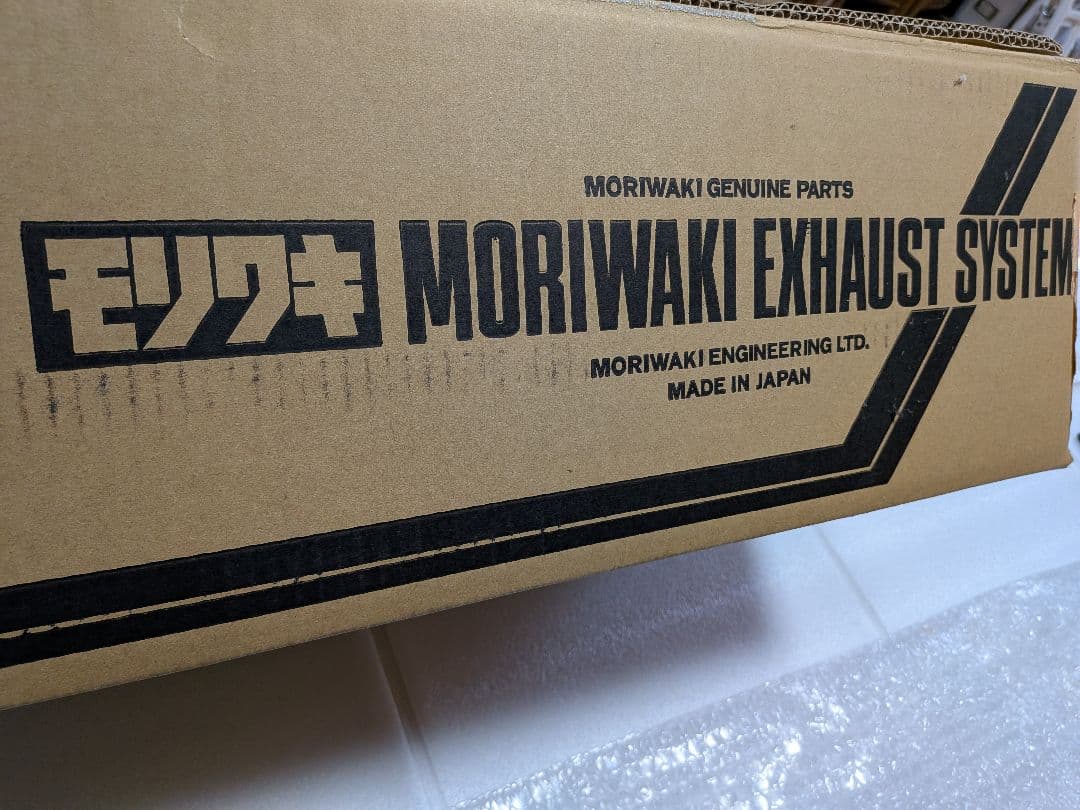 MORIWAKI GENUINE PARTS
モリワキ MORIWAKI EXHAUST SYSTEM
MORIWAKI ENGINEERING LTD.
MADE IN JAPAN